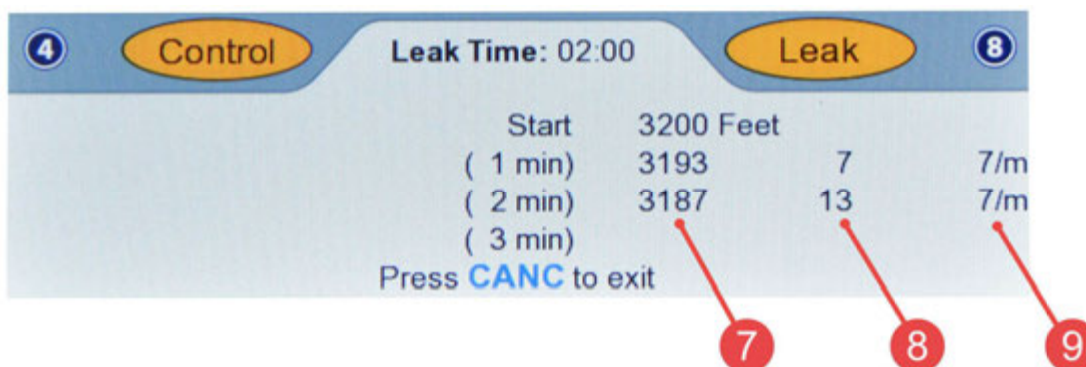 4 Control Leak Time: 02:00 Leak 8
Start 3200 Feet
( 1 min) 3193 7 7/m
( 2 min) 3187 13 7/m
( 3 min)
Press CANC to exit
7 8 9